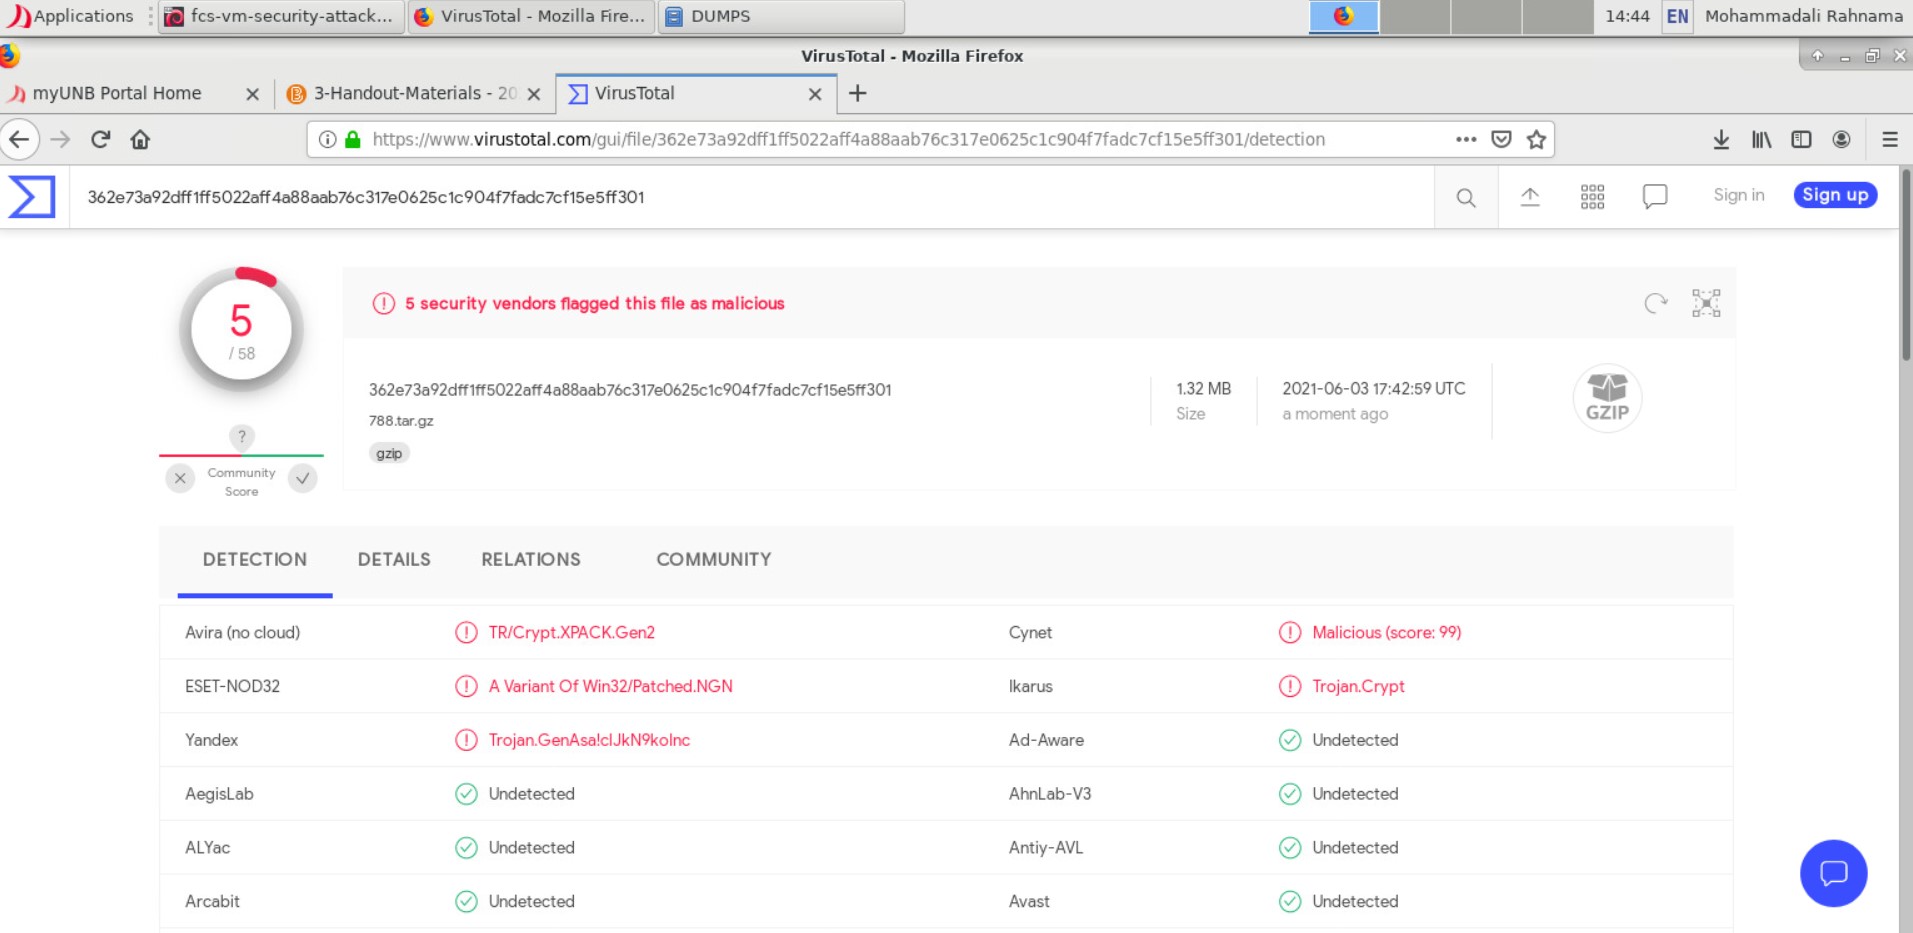 Applications fcs-vm-security-attack... VirusTotal - Mozilla Fire... DUMPS 14:44 EN Mohammadali Rahnama
VirusTotal - Mozilla Firefox
myUNB Portal Home 3-Handout-Materials - 20 VirusTotal
https://www.virustotal.com/gui/file/362e73a92dff1ff5022aff4a88aab76c317e0625c1c904f7fadc7cf15e5ff301/detection
362e73a92dff1ff5022aff4a88aab76c317e0625c1c904f7fadc7cf15e5ff301 Sign in Sign up
5
/ 58
5 security vendors flagged this file as malicious
362e73a92dff1ff5022aff4a88aab76c317e0625c1c904f7fadc7cf15e5ff301
788.tar.gz
gzip
1.32 MB
Size
2021-06-03 17:42:59 UTC
a moment ago
GZIP
?
Community
Score
DETECTION DETAILS RELATIONS COMMUNITY
Avira (no cloud) TR/Crypt.XPACK.Gen2 Cynet Malicious (score: 99)
ESET-NOD32 A Variant Of Win32/Patched.NGN Ikarus Trojan.Crypt
Yandex Trojan.GenAsa!cIJkN9koInc Ad-Aware Undetected
AegisLab Undetected AhnLab-V3 Undetected
ALYac Undetected Antiy-AVL Undetected
Arcabit Undetected Avast Undetected